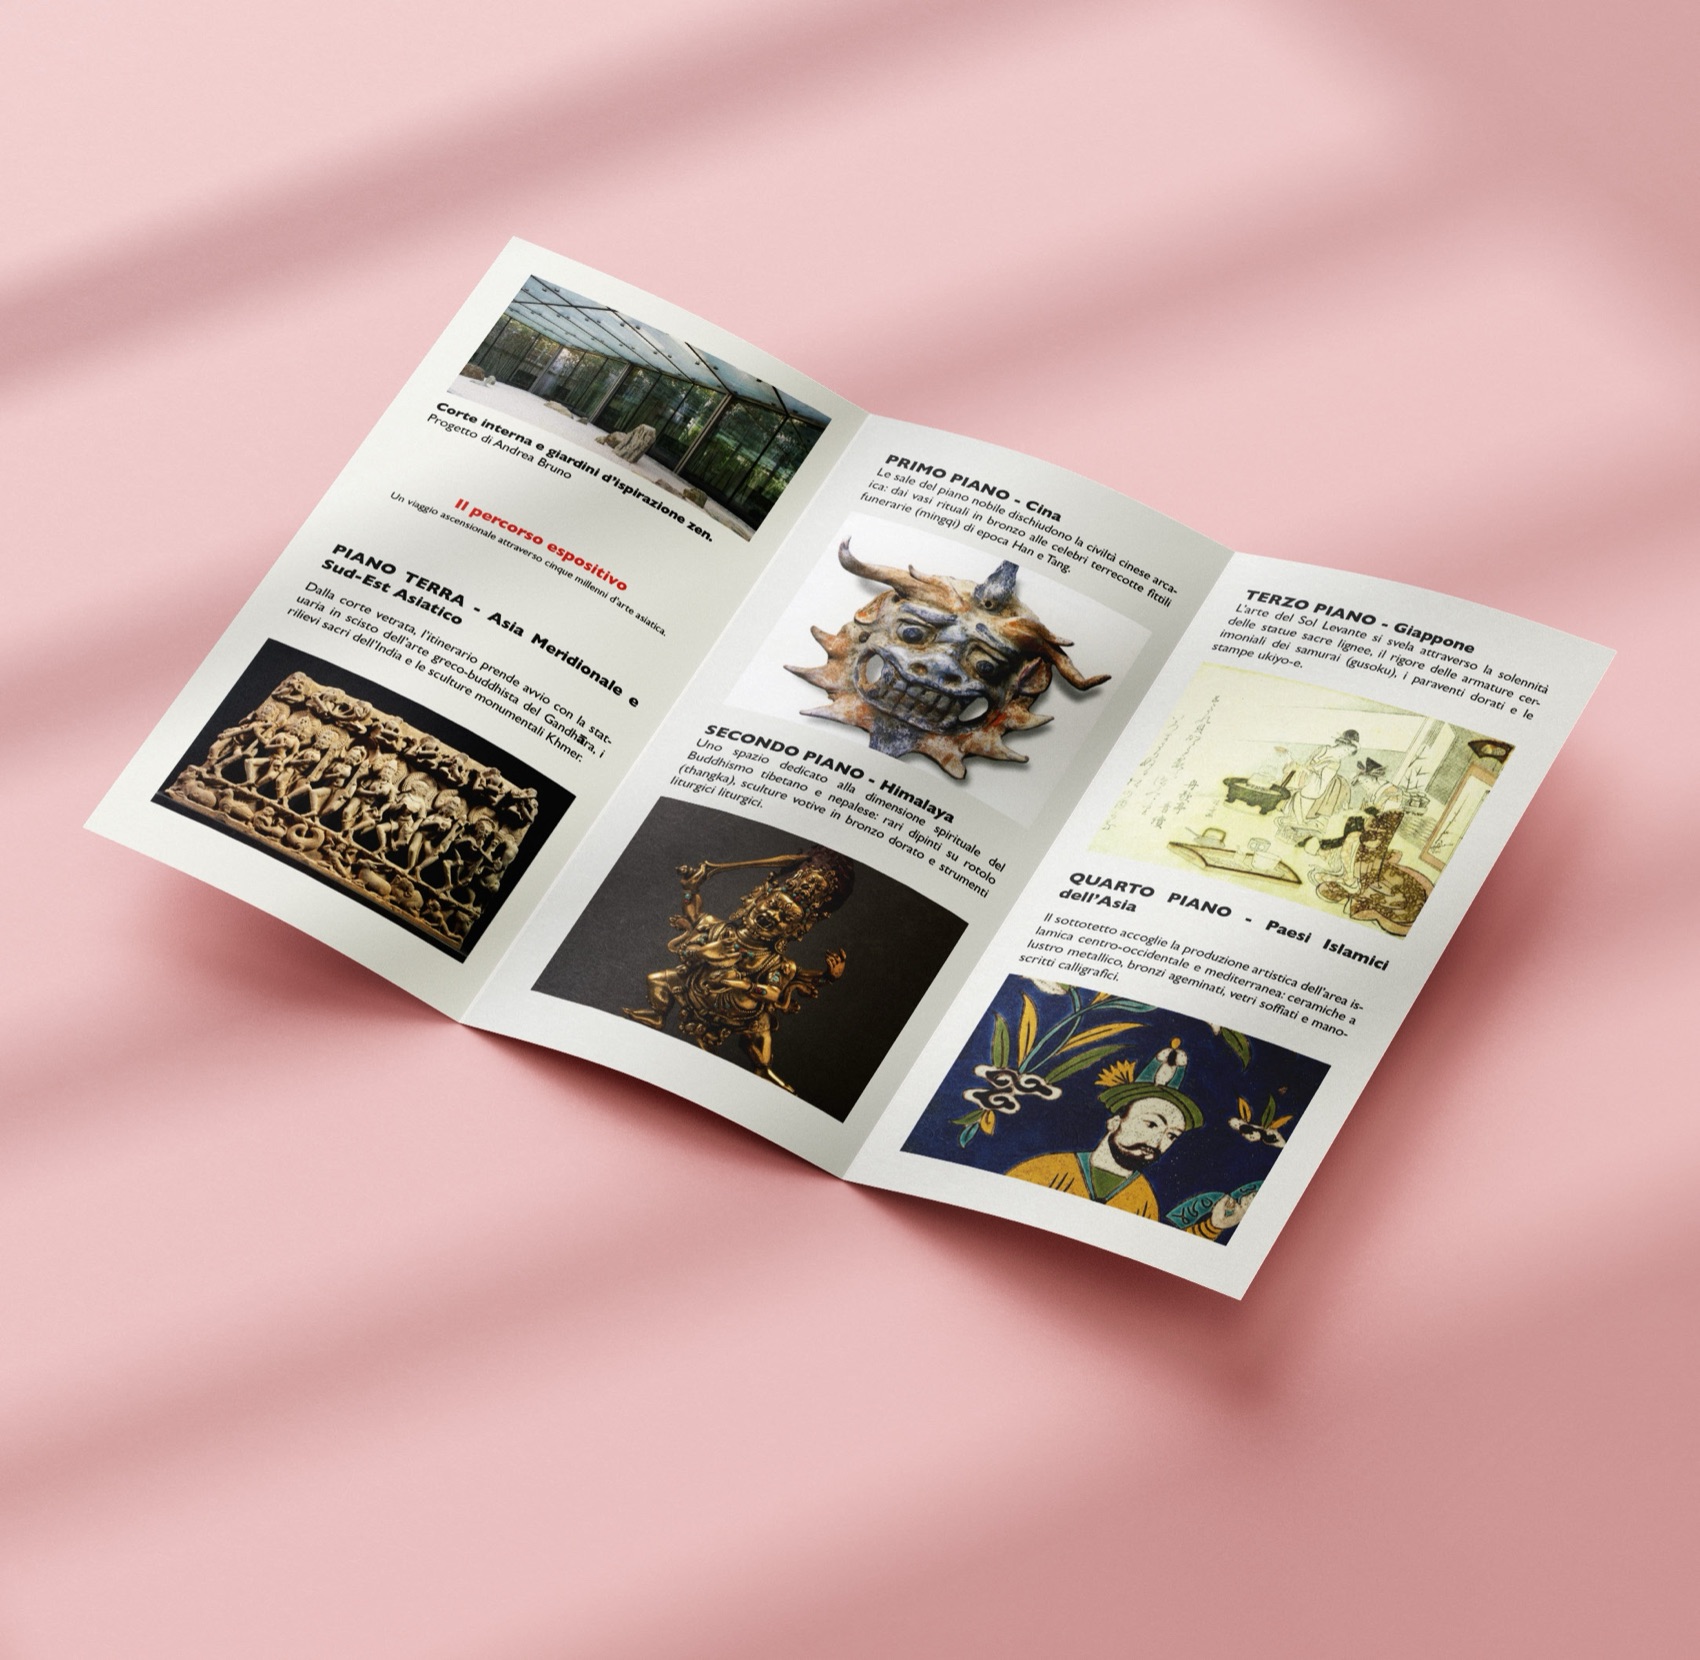 Corte interna e giardini d'ispirazione zen.
Progetto di Andrea Bruno
Il percorso espositivo
Un viaggio ascensionale attraverso cinque millenni d'arte asiatica.
PIANO TERRA - Asia Meridionale e
Sud-Est Asiatico
Dalla corte vetrata, l'itinerario prende avvio con la stat-
uaria in scisto dell'arte greco-buddhista del Gandhāra, i
rilievi sacri dell'India e le sculture monumentali Khmer.
PRIMO PIANO - Cina
Le sale del piano nobile dischiudono la civiltà cinese arca-
ica: dai vasi rituali in bronzo alle celebri terrecotte fittili
funerarie (mingqi) di epoca Han e Tang.
SECONDO PIANO - Himalaya
Uno spazio dedicato alla dimensione spirituale del
Buddhismo tibetano e nepalese: rari dipinti su rotolo
(thangka), sculture votive in bronzo dorato e strumenti
liturgici liturgici.
TERZO PIANO - Giappone
L'arte del Sol Levante si svela attraverso la solennità
delle statue sacre lignee, il rigore delle armature cer-
imoniali dei samurai (gusoku), i paraventi dorati e le
stampe ukiyo-e.
QUARTO PIANO - Paesi Islamici
dell'Asia
Il sottotetto accoglie la produzione artistica dell'area is-
lamica centro-occidentale e mediterranea: ceramiche a
lustro metallico, bronzi ageminati, vetri soffiati e mano-
scritti calligrafici.